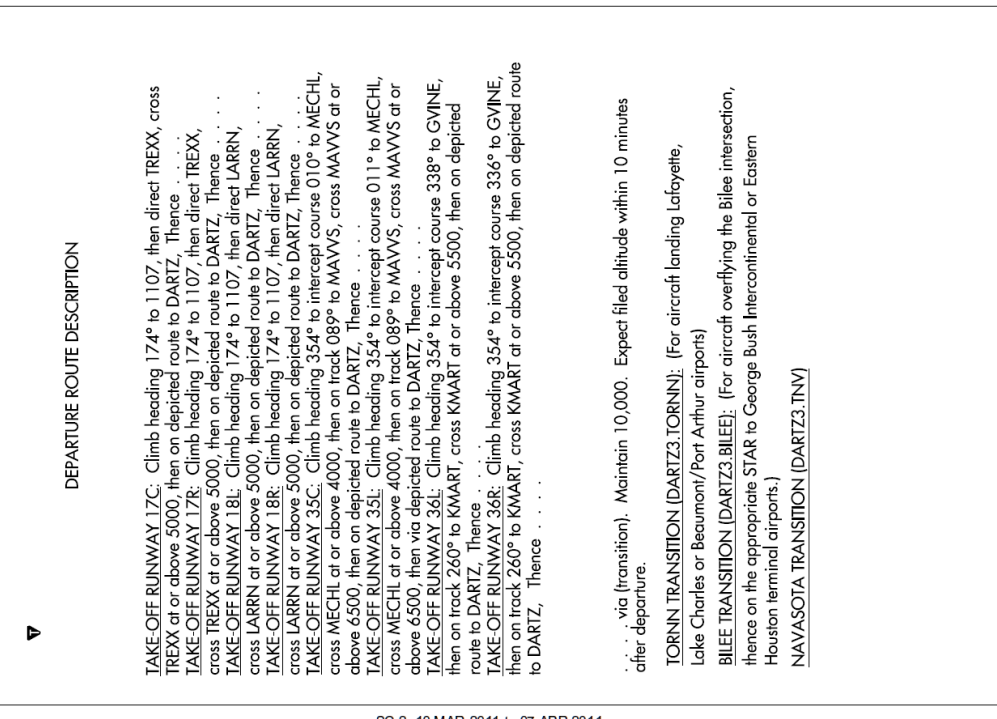 DEPARTURE ROUTE DESCRIPTION
TAKE-OFF RUNWAY 17C: Climb heading 174° to 1107, then direct TREXX, cross
TREXX at or above 5000, then on depicted route to DARTZ, Thence . . . . .
TAKE-OFF RUNWAY 17R: Climb heading 174° to 1107, then direct TREXX,
cross TREXX at or above 5000, then on depicted route to DARTZ, Thence . . . .
TAKE-OFF RUNWAY 18L: Climb heading 174° to 1107, then direct LARRN,
cross LARRN at or above 5000, then on depicted route to DARTZ, Thence . . . .
TAKE-OFF RUNWAY 18R: Climb heading 174° to 1107, then direct LARRN,
cross LARRN at or above 5000, then on depicted route to DARTZ, Thence . . . .
TAKE-OFF RUNWAY 35C: Climb heading 354° to intercept course 010° to MECHL,
cross MECHL at or above 4000, then on track 089° to MAVVS, cross MAVVS at or
above 6500, then on depicted route to DARTZ, Thence . . . .
TAKE-OFF RUNWAY 35L: Climb heading 354° to intercept course 011° to MECHL,
cross MECHL at or above 4000, then on track 089° to MAVVS, cross MAVVS at or
above 6500, then via depicted route to DARTZ, Thence . . . . .
TAKE-OFF RUNWAY 36L: Climb heading 354° to intercept course 338° to GVINE,
then on track 260° to KMART, cross KMART at or above 5500, then on depicted
route to DARTZ, Thence . . . . .
TAKE-OFF RUNWAY 36R: Climb heading 354° to intercept course 336° to GVINE,
then on track 260° to KMART, cross KMART at or above 5500, then on depicted route
to DARTZ, Thence . . . . .
. . . . via (transition). Maintain 10,000. Expect filed altitude within 10 minutes
after departure.
TORNN TRANSITION (DARTZ3.TORNN): (For aircraft landing Lafayette,
Lake Charles or Beaumont/Port Arthur airports)
BILEE TRANSITION (DARTZ3.BILEE): (For aircraft overflying the Bilee intersection,
thence on the appropriate STAR to George Bush Intercontinental or Eastern
Houston terminal airports.)
NAVASOTA TRANSITION (DARTZ3.TNV)